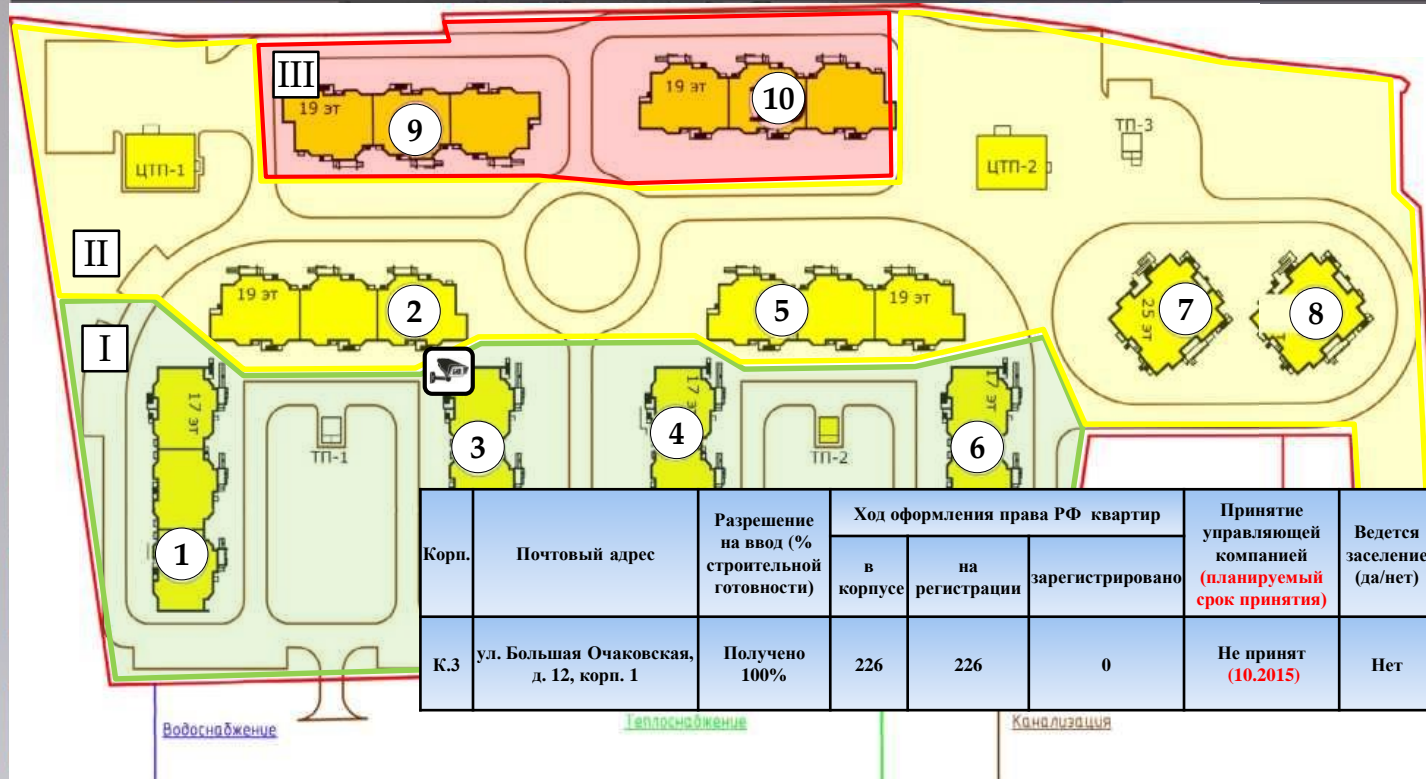 III
19 эт
9
19 эт
10
ТП-3
ЦТП-1
ЦТП-2
II
19 эт
2
5
19 эт
25 эт
7
8
I
17 эт
1
3
ТП-1
17 эт
4
ТП-2
17 эт
6
Корп.
Почтовый адрес
Разрешение
на ввод (%
строительной
готовности)
Ход оформления права РФ квартир
в
корпусе
на
регистрации
зарегистрировано
Принятие
управляющей
компанией
(планируемый
срок принятия)
Ведется
заселение
(да/нет)
К.3
ул. Большая Очаковская,
д. 12, корп. 1
Получено
100%
226
226
0
Не принят
(10.2015)
Нет
Водоснабжение
Теплоснабжение
Канализация